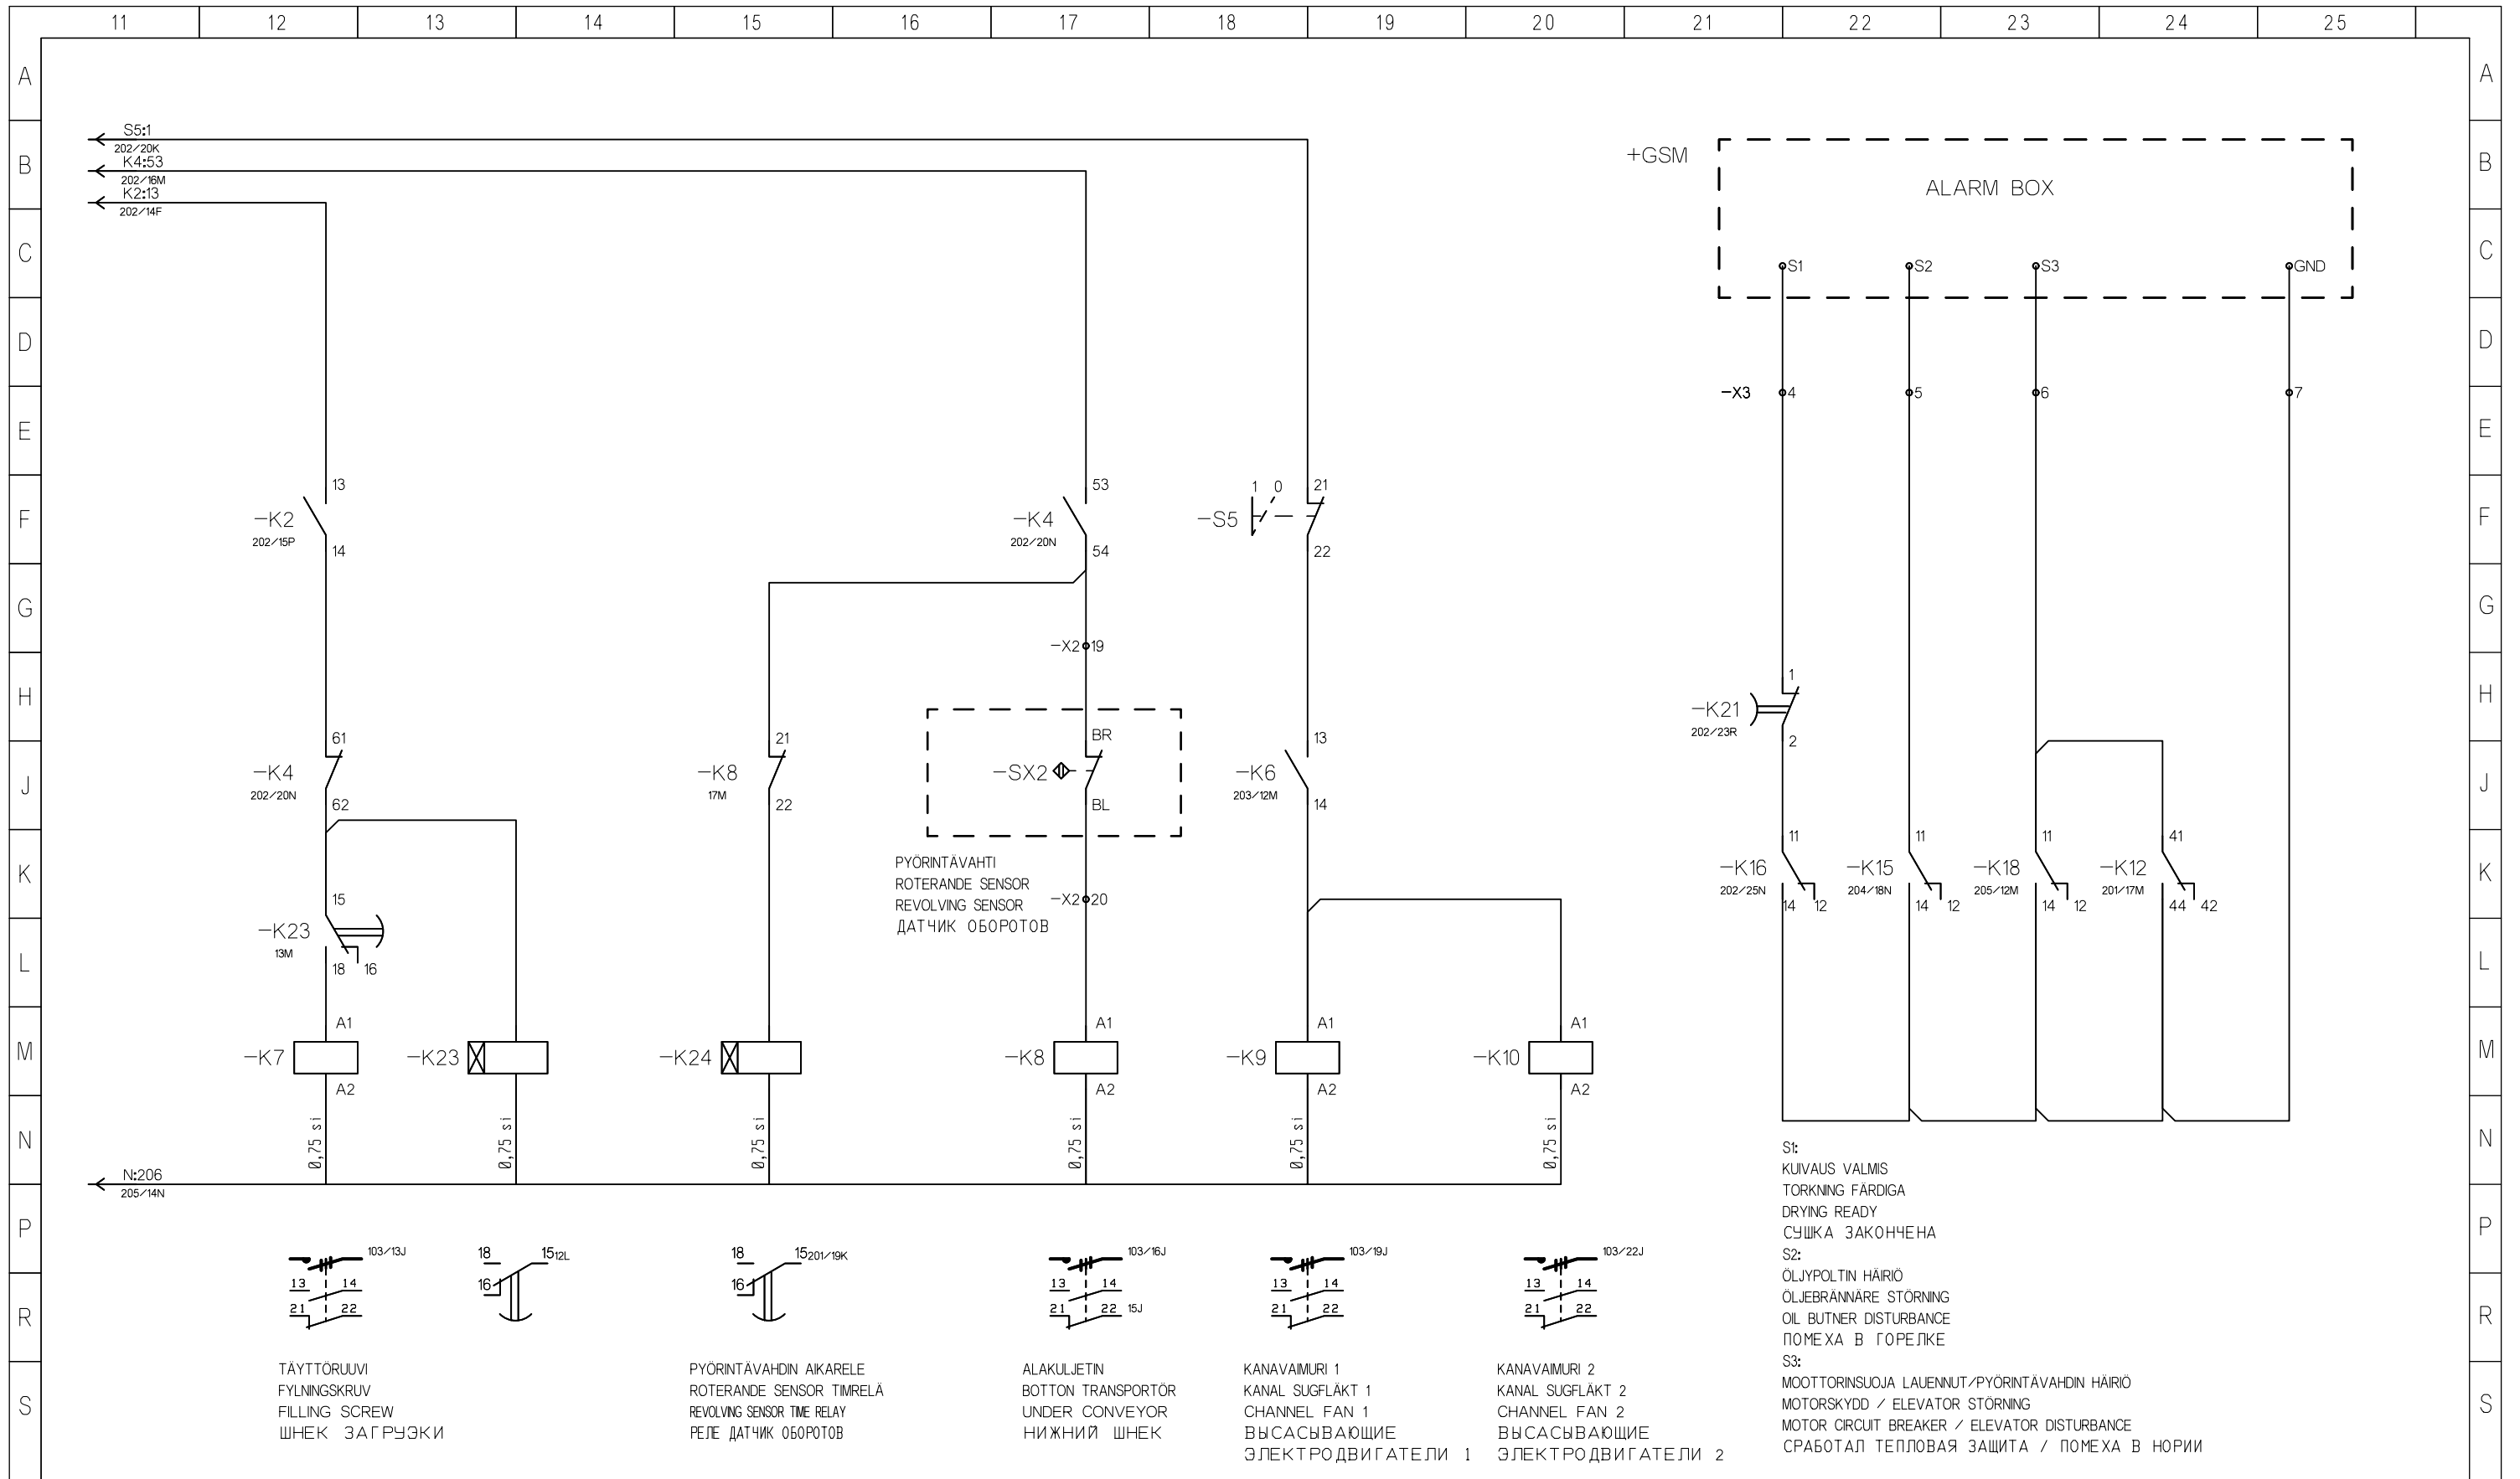 11 12 13 14 15 16 17 18 19 20 21 22 23 24 25
A A
B B
C C
D D
E E
F F
G G
H H
J J
K K
L L
M M
N N
P P
R R
S S
S5:1
202/20K
K4:53
202/16M
K2:13
202/14F
+GSM
ALARM BOX
S1 S2 S3 GND
-X3 4 5 6 7
13
-K2
202/15P
14
53
-K4
202/20N
54
1 0 21
-S5
22
-X2 19
61
-K4
202/20N
62
21
-K8
17M
22
BR
-SX2
BL
PYÖRINTÄVAHTI
ROTERANDE SENSOR
REVOLVING SENSOR
ДАТЧИК ОБОРОТОВ
-X2 20
13
-K6
203/12M
14
1
-K21
202/23R
2
15
-K23
13M
18 16
11
-K16
202/25N
14 12
11
-K15
204/18N
14 12
11
-K18
205/12M
14 12
41
-K12
201/17M
44 42
A1
-K7
A2
0,75 si
-K23
0,75 si
-K24
0,75 si
A1
-K8
A2
0,75 si
A1
-K9
A2
0,75 si
A1
-K10
A2
0,75 si
N:206
205/14N
103/13J
13 14
21 22
TÄYTTÖRUUVI
FYLNINGSKRUV
FILLING SCREW
ШНЕК ЗАГРУЗКИ
18 15 12L
16
18 15 201/19K
16
PYÖRINTÄVAHDIN AIKARELE
ROTERANDE SENSOR TIMRELÄ
REVOLVING SENSOR TIME RELAY
РЕЛЕ ДАТЧИК ОБОРОТОВ
103/16J
13 14
21 22 15J
ALAKULJETIN
BOTTON TRANSPORTÖR
UNDER CONVEYOR
НИЖНИЙ ШНЕК
103/19J
13 14
21 22
KANAVAIMURI 1
KANAL SUGFLÄKT 1
CHANNEL FAN 1
ВЫСАСЫВАЮЩИЕ
ЭЛЕКТРОДВИГАТЕЛИ 1
103/22J
13 14
21 22
KANAVAIMURI 2
KANAL SUGFLÄKT 2
CHANNEL FAN 2
ВЫСАСЫВАЮЩИЕ
ЭЛЕКТРОДВИГАТЕЛИ 2
S1:
KUIVAUS VALMIS
TORKNING FÄRDIGA
DRYING READY
СУШКА ЗАКОНЧЕНА
S2:
ÖLJYPOLTIN HÄIRIÖ
ÖLJEBRÄNNÄRE STÖRNING
OIL BUTNER DISTURBANCE
ПОМЕХА В ГОРЕЛКЕ
S3:
MOOTTORINSUOJA LAUENNUT/PYÖRINTÄVAHDIN HÄIRIÖ
MOTORSKYDD / ELEVATOR STÖRNING
MOTOR CIRCUIT BREAKER / ELEVATOR DISTURBANCE
СРАБОТАЛ ТЕПЛОВАЯ ЗАЩИТА / ПОМЕХА В НОРИИ